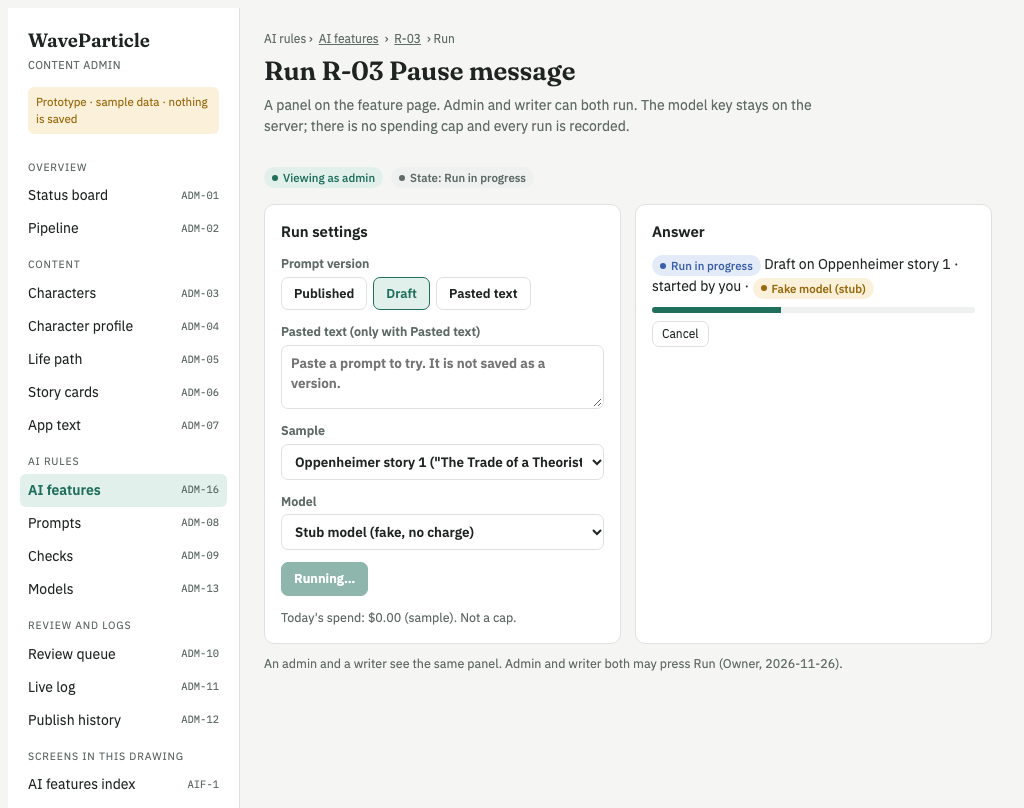 WaveParticle
CONTENT ADMIN
Prototype · sample data · nothing
is saved
OVERVIEW
Status board ADM-01
Pipeline ADM-02
CONTENT
Characters ADM-03
Character profile ADM-04
Life path ADM-05
Story cards ADM-06
App text ADM-07
AI RULES
AI features ADM-16
Prompts ADM-08
Checks ADM-09
Models ADM-13
REVIEW AND LOGS
Review queue ADM-10
Live log ADM-11
Publish history ADM-12
SCREENS IN THIS DRAWING
AI features index AIF-1
AI rules › AI features › R-03 › Run
Run R-03 Pause message
A panel on the feature page. Admin and writer can both run. The model key stays on the
server; there is no spending cap and every run is recorded.
Viewing as admin State: Run in progress
Run settings
Prompt version
Published Draft Pasted text
Pasted text (only with Pasted text)
Paste a prompt to try. It is not saved as a
version.
Sample
Oppenheimer story 1 ("The Trade of a Theorist
Model
Stub model (fake, no charge)
Running…
Today's spend: $0.00 (sample). Not a cap.
Answer
Run in progress Draft on Oppenheimer story 1 ·
started by you · Fake model (stub)
Cancel
An admin and a writer see the same panel. Admin and writer both may press Run (Owner, 2026-11-26).